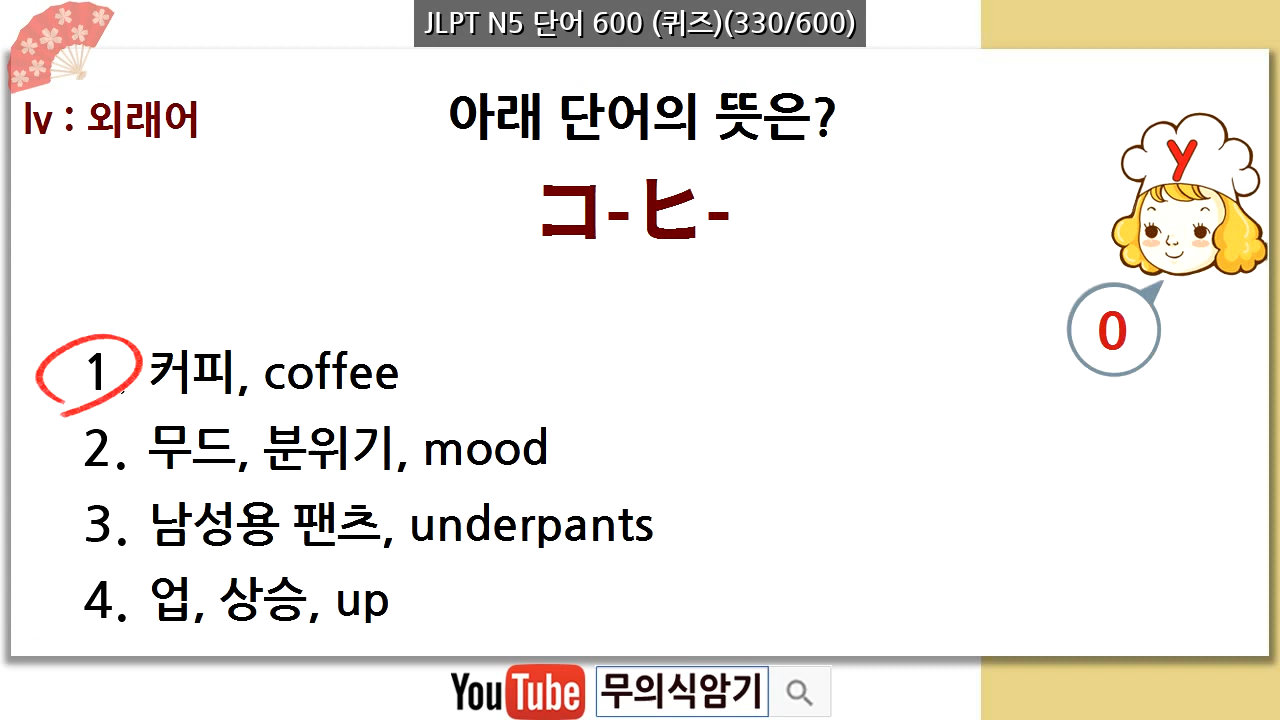 JLPT N5 단어 600 (퀴즈)(330/600)
lv : 외래어
아래 단어의 뜻은?
コ-ヒ-
Y
0
1. 커피, coffee
2. 무드, 분위기, mood
3. 남성용 팬츠, underpants
4. 업, 상승, up
YouTube 무의식암기